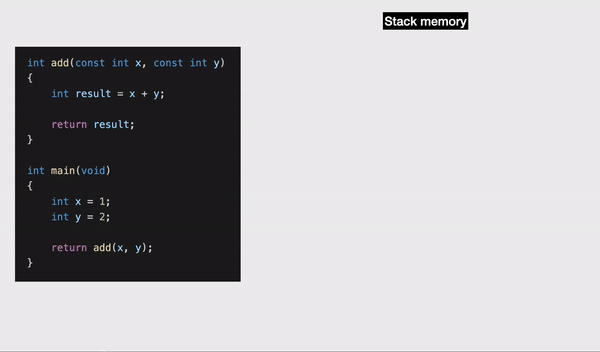 Stack memory
int add(const int x, const int y)
{
    int result = x + y;
    return result;
}
int main(void)
{
    int x = 1;
    int y = 2;
    return add(x, y);
}